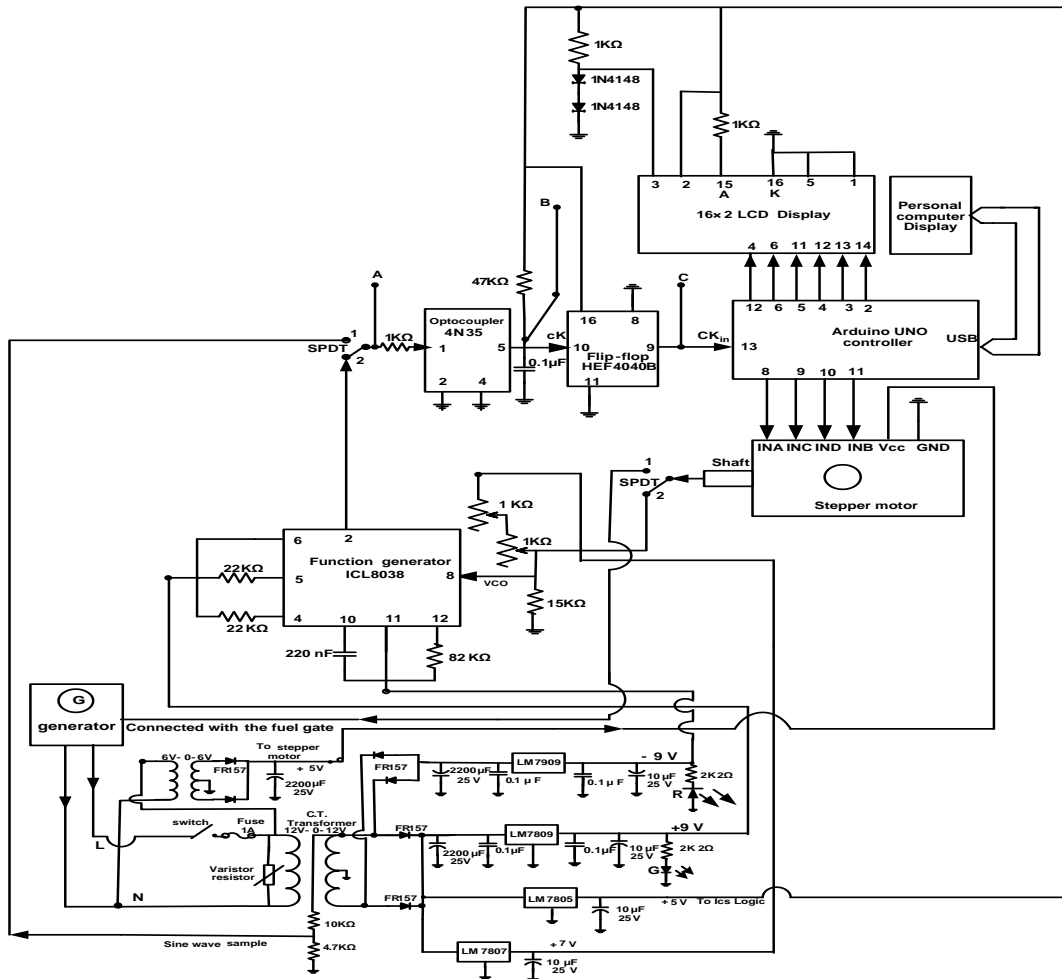 1KΩ
1N4148
1N4148
1KΩ
3 2 15 16 5 1
A K
16x2 LCD Display
4 6 11 12 13 14
Personal computer Display
A
B
C
47KΩ
1
SPDT
2
1KΩ
Optocoupler
4N35
1 5
2 4
cK
0.1µF
16 8
10 9
Flip-flop
HEF4040B
11
CKin
12 6 5 4 3 2
Arduino UNO
controller
13
USB
8 9 10 11
INA INC IND INB Vcc GND
Stepper motor
Shaft
1
SPDT
2
1 KΩ
1KΩ
15KΩ
VCO
6 2
Function generator
ICL8038
5 8
4
10 11 12
22KΩ
22KΩ
220 nF
82 KΩ
G
generator
Connected with the fuel gate
6V-0-6V
FR157
To stepper
motor
+ 5V
2200µF
25V
FR157
2200µF
25V
0.1 µF
LM7909
0.1 µF
10 µF
25 V
- 9 V
2K2Ω
R
switch
Fuse
1A
L
N
Varistor
resistor
C.T.
Transformer
12V-0-12V
FR157
FR157
2200µF
25V
0.1µF
LM7809
0.1µF
10 µF
25 V
+9 V
2K 2Ω
G
LM7805
10 µF
25 V
+ 5 V
To Ics Logic
LM 7807
10 µF
25 V
+ 7 V
10KΩ
4.7KΩ
Sine wave sample